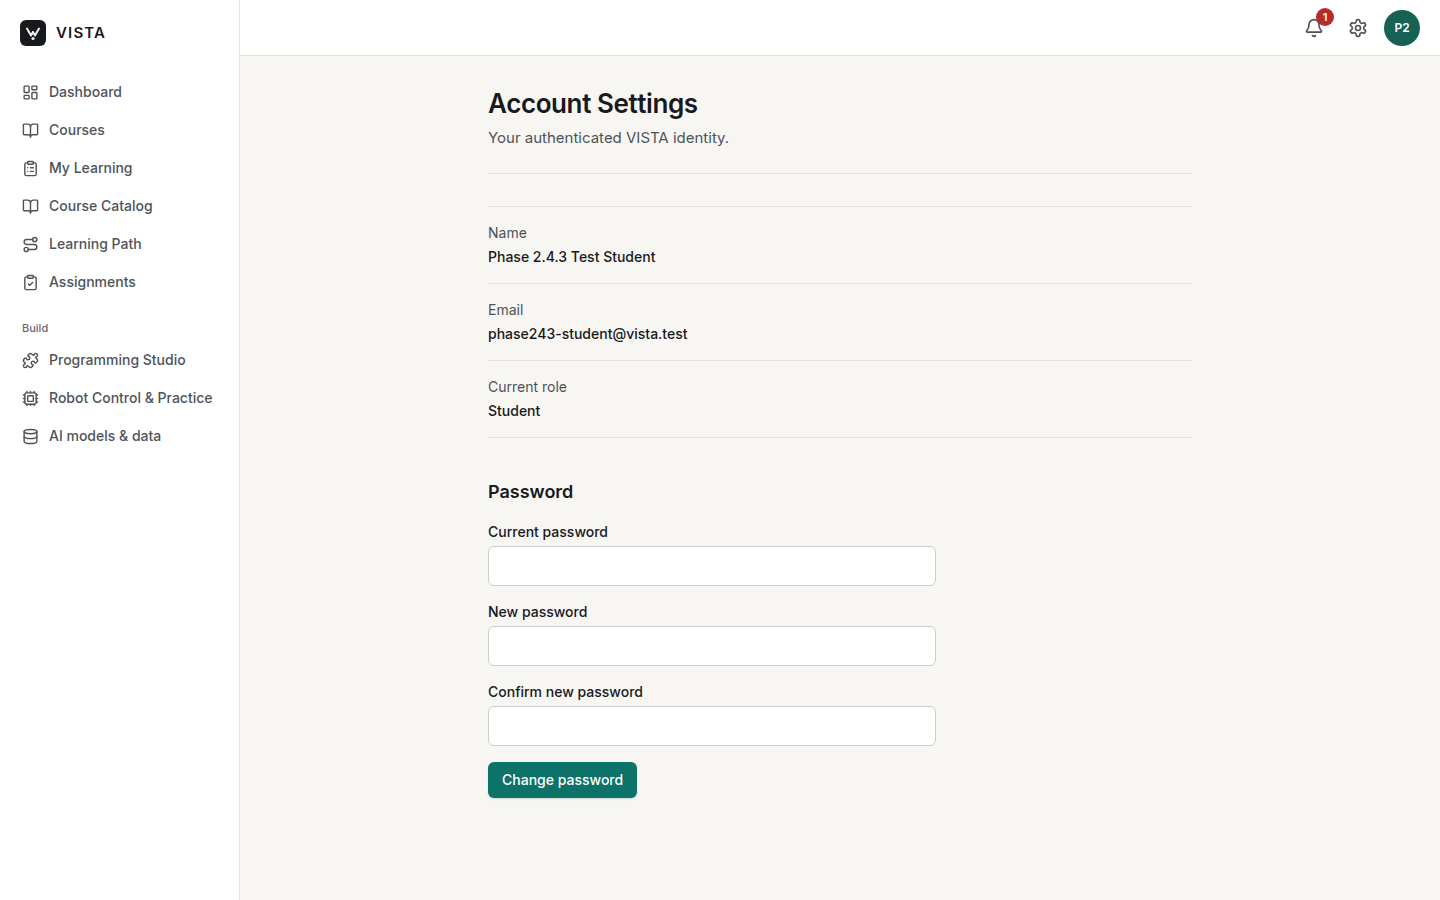 VISTA
Dashboard
Courses
My Learning
Course Catalog
Learning Path
Assignments
Build
Programming Studio
Robot Control & Practice
AI models & data
1
P2
Account Settings
Your authenticated VISTA identity.
Name
Phase 2.4.3 Test Student
Email
phase243-student@vista.test
Current role
Student
Password
Current password
New password
Confirm new password
Change password